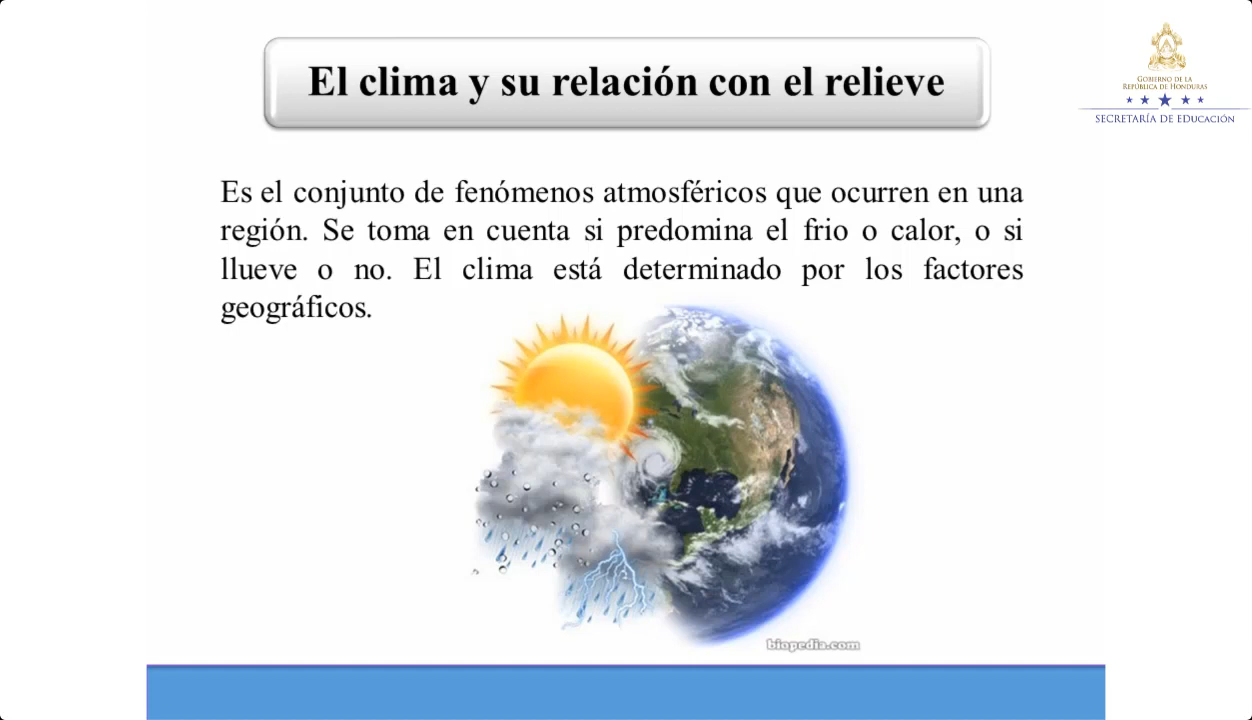 El clima y su relación con el relieve
GOBIERNO DE LA
REPÚBLICA DE HONDURAS
SECRETARÍA DE EDUCACIÓN
Es el conjunto de fenómenos atmosféricos que ocurren en una
región. Se toma en cuenta si predomina el frio o calor, o si
llueve o no. El clima está determinado por los factores
geográficos.
biopedia.com